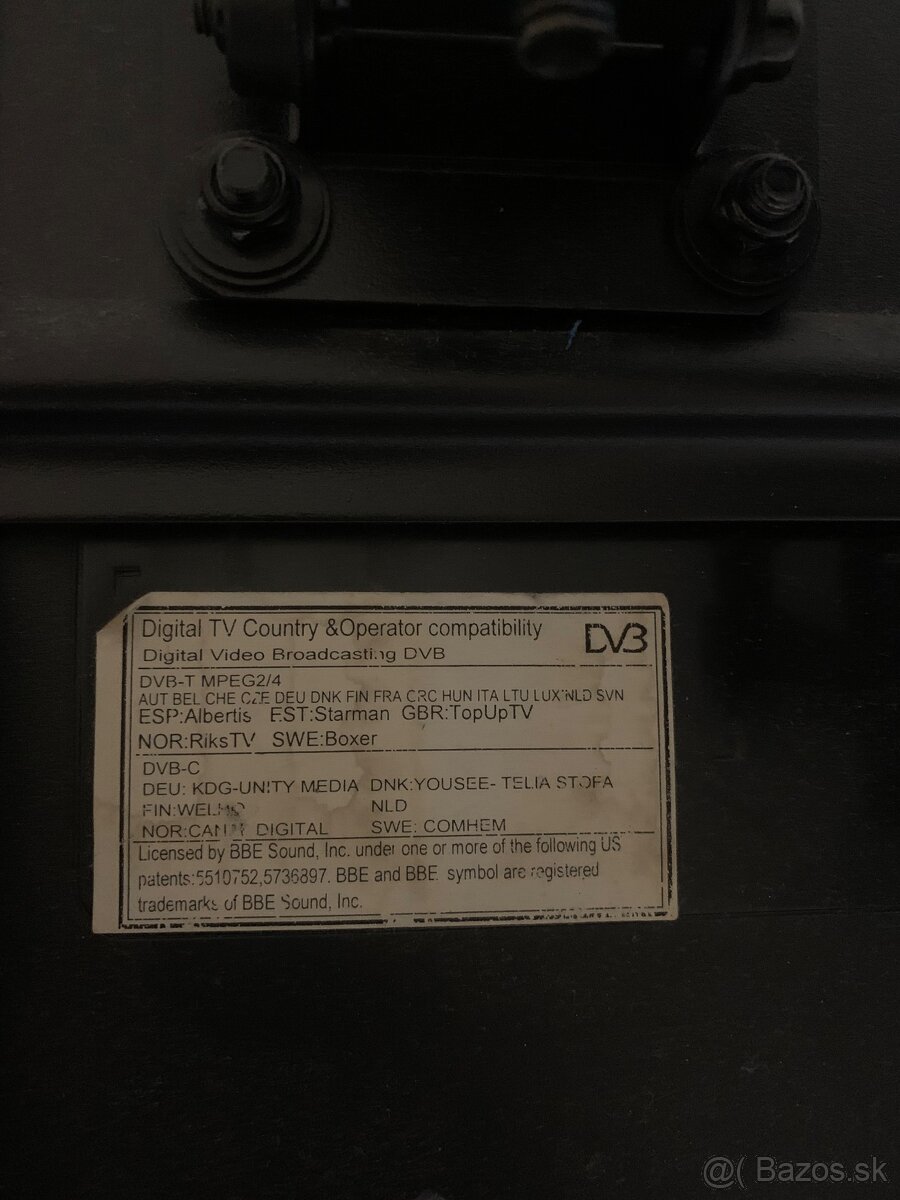 Digital TV Country &Operator compatibility
DVB
Digital Video Broadcasting DVB
DVB-T MPEG2/4
AUT BEL CHE CZE DEU DNK FIN FRA GRC HUN ITA LTU LUX NLD SVN
ESP:Albertis EST:Starman GBR:TopUpTV
NOR:RiksTV SWE:Boxer
DVB-C
DEU: KDG-UNITY MEDIA DNK:YOUSEE- TELIA STOFA
FIN:WELHO NLD
NOR:CANAL DIGITAL SWE: COMHEM
Licensed by BBE Sound, Inc. under one or more of the following US
patents:5510752,5736897. BBE and BBE symbol are registered
trademarks of BBE Sound, Inc.
@( Bazos.sk